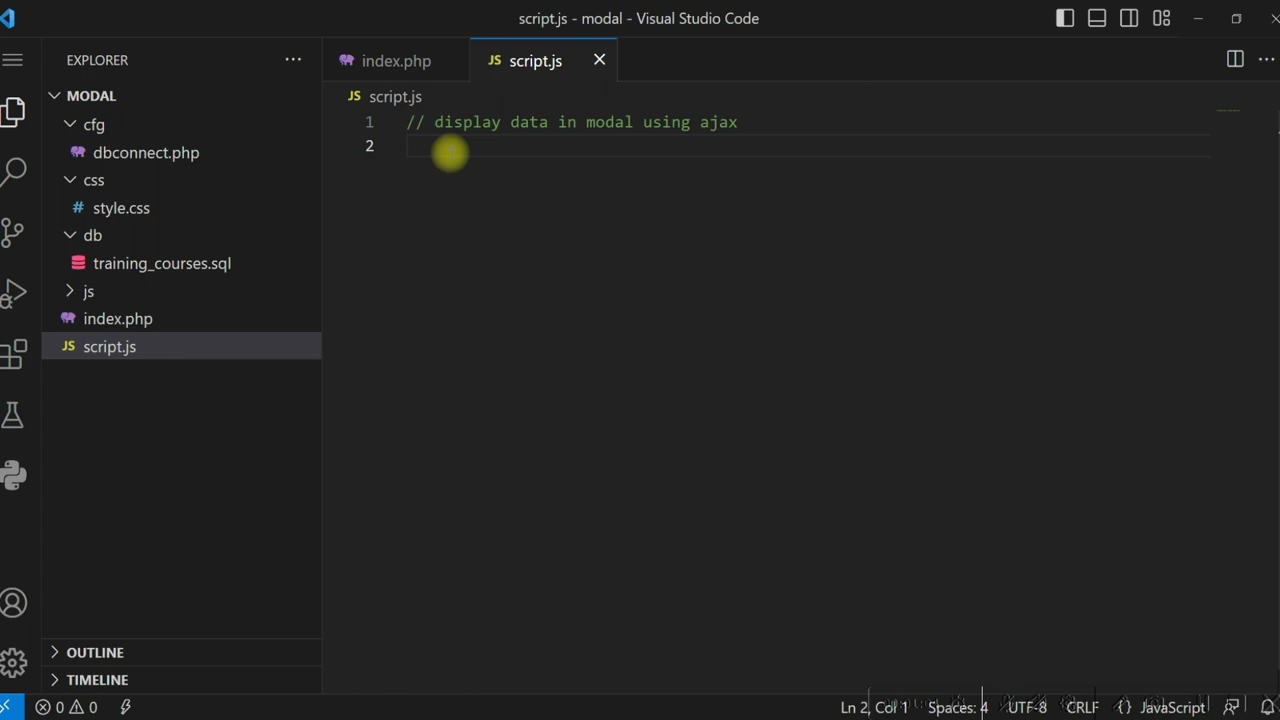 script.js - modal - Visual Studio Code
EXPLORER
MODAL
cfg
dbconnect.php
css
style.css
db
training_courses.sql
js
index.php
script.js
OUTLINE
TIMELINE
index.php
JS script.js
JS script.js
1 // display data in modal using ajax
2
0 0
Ln 2, Col 1 Spaces: 4 UTF-8 CRLF {} JavaScript